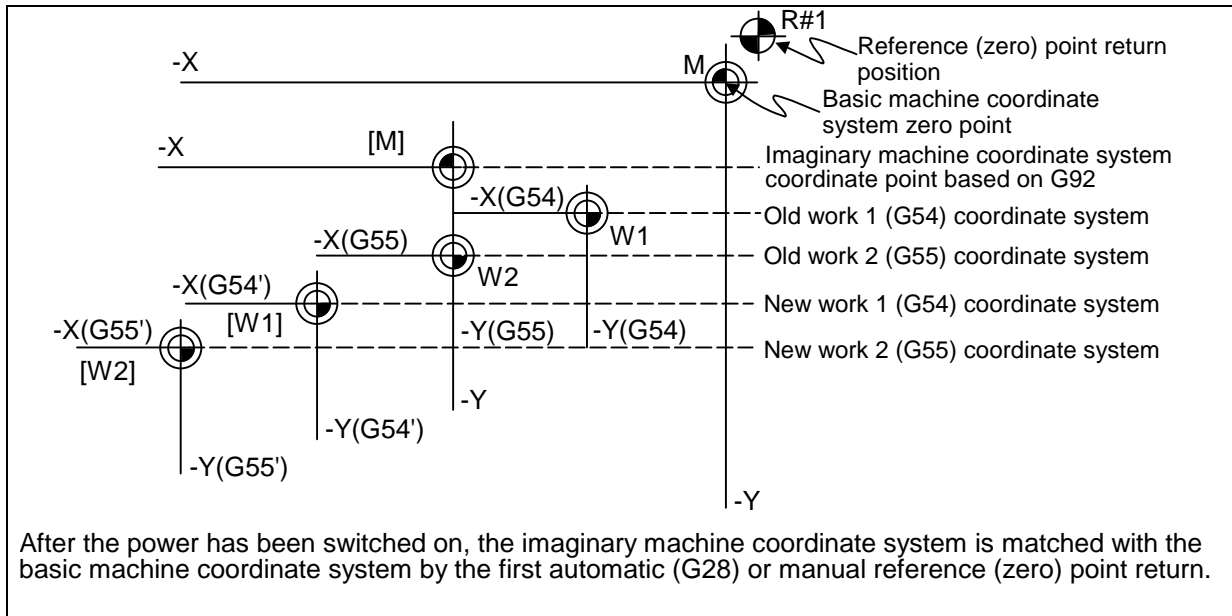 R#1
Reference (zero) point return
position
-X
M
Basic machine coordinate
system zero point
-X
[M]
Imaginary machine coordinate system
coordinate point based on G92
-X(G54)
Old work 1 (G54) coordinate system
W1
-X(G55)
Old work 2 (G55) coordinate system
W2
-X(G54')
New work 1 (G54) coordinate system
[W1]
-Y(G55)
-Y(G54)
-X(G55')
New work 2 (G55) coordinate system
[W2]
-Y
-Y(G54')
-Y(G55')
-Y
After the power has been switched on, the imaginary machine coordinate system is matched with the
basic machine coordinate system by the first automatic (G28) or manual reference (zero) point return.